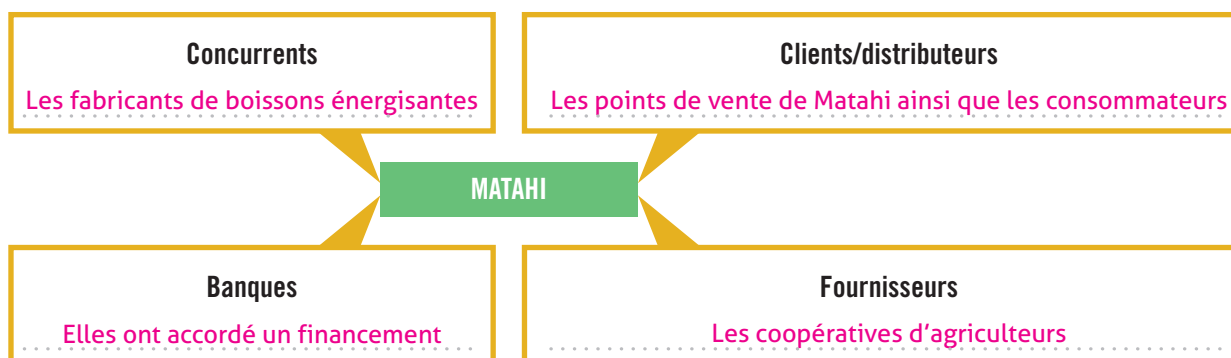 Concurrents
Les fabricants de boissons énergisantes
Clients/distributeurs
Les points de vente de Matahi ainsi que les consommateurs
MATAHI
Banques
Elles ont accordé un financement
Fournisseurs
Les coopératives d'agriculteurs